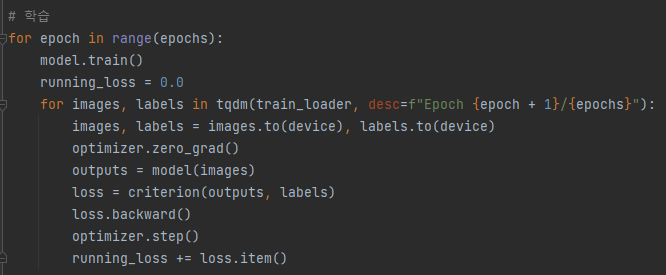 # 학습
for epoch in range(epochs):
    model.train()
    running_loss = 0.0
    for images, labels in tqdm(train_loader, desc=f"Epoch {epoch + 1}/{epochs}"):
        images, labels = images.to(device), labels.to(device)
        optimizer.zero_grad()
        outputs = model(images)
        loss = criterion(outputs, labels)
        loss.backward()
        optimizer.step()
        running_loss += loss.item()